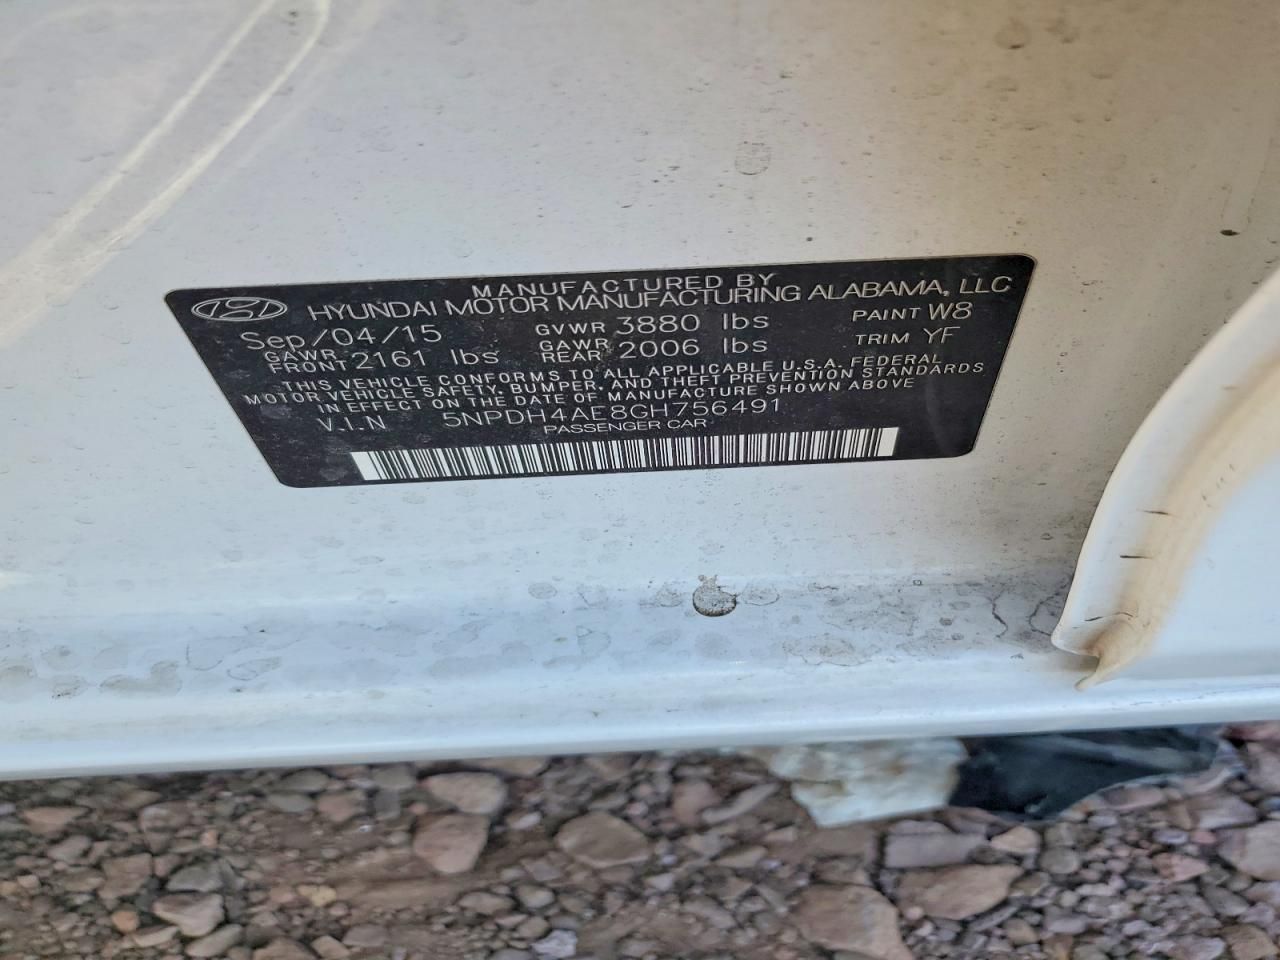 MANUFACTURED BY
HYUNDAI MOTOR MANUFACTURING ALABAMA, LLC
Sep/04/15 GVWR 3880 lbs PAINT W8
GAWR FRONT 2161 lbs GAWR REAR 2006 lbs TRIM YF
THIS VEHICLE CONFORMS TO ALL APPLICABLE U.S.A. FEDERAL
MOTOR VEHICLE SAFETY, BUMPER, AND THEFT PREVENTION STANDARDS
IN EFFECT ON THE DATE OF MANUFACTURE SHOWN ABOVE
V.I.N 5NPDH4AE8GH756491
PASSENGER CAR